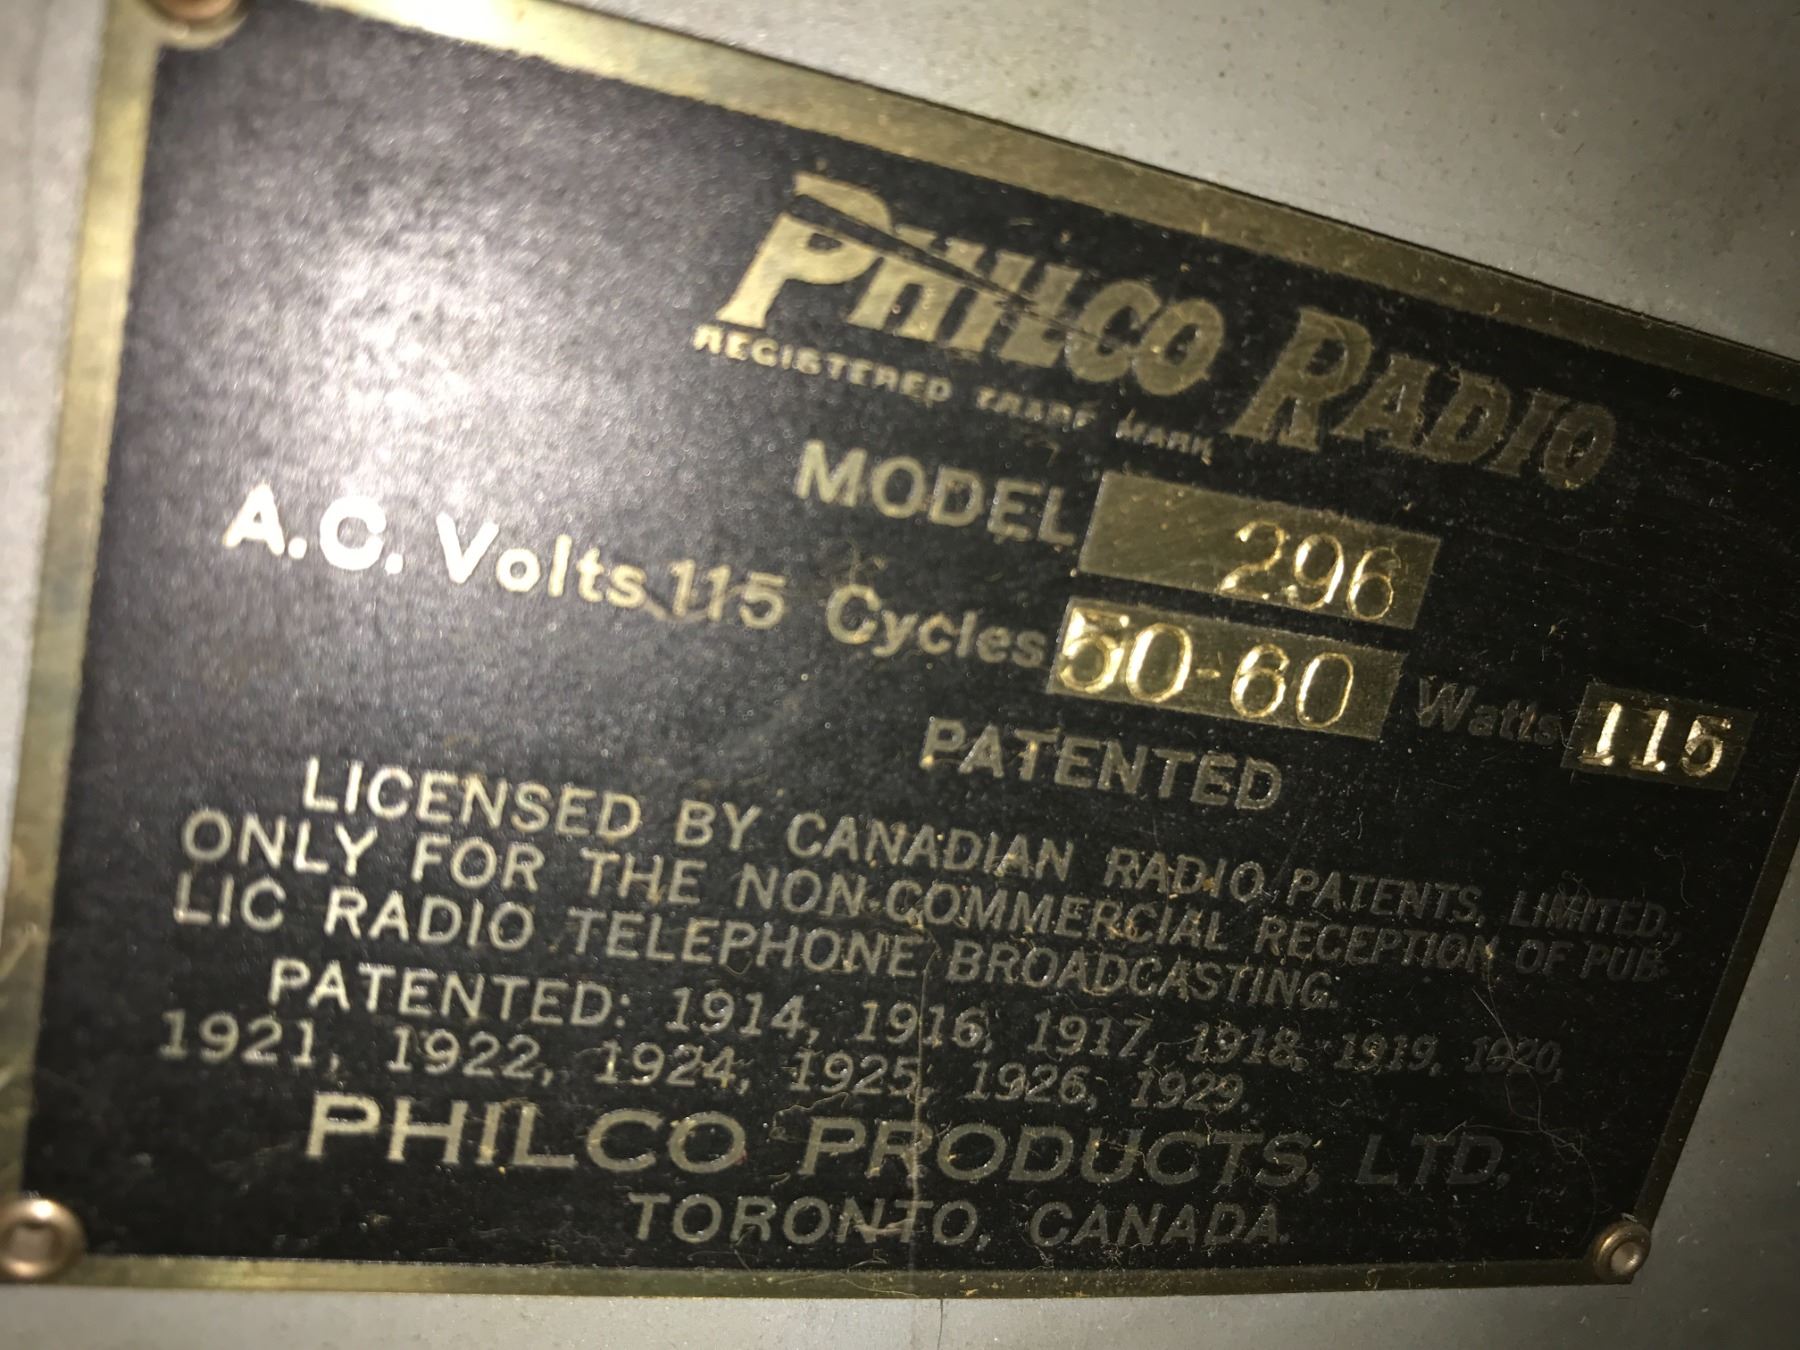 PHILCO RADIO
REGISTERED TRADE MARK
MODEL 296
A.C. Volts 115 Cycles 50-60 Watts 115
PATENTED
LICENSED BY CANADIAN RADIO PATENTS, LIMITED,
ONLY FOR THE NON-COMMERCIAL RECEPTION OF PUB-
LIC RADIO TELEPHONE BROADCASTING.
PATENTED: 1914, 1916, 1917, 1918, 1919, 1920,
1921, 1922, 1924, 1925, 1926, 1929.
PHILCO PRODUCTS, LTD.
TORONTO, CANADA